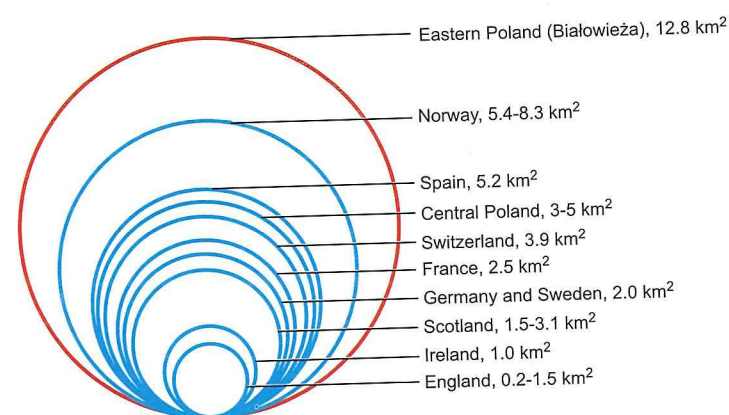 Eastern Poland (Białowieża), 12.8 km²
Norway, 5.4-8.3 km²
Spain, 5.2 km²
Central Poland, 3-5 km²
Switzerland, 3.9 km²
France, 2.5 km²
Germany and Sweden, 2.0 km²
Scotland, 1.5-3.1 km²
Ireland, 1.0 km²
England, 0.2-1.5 km²